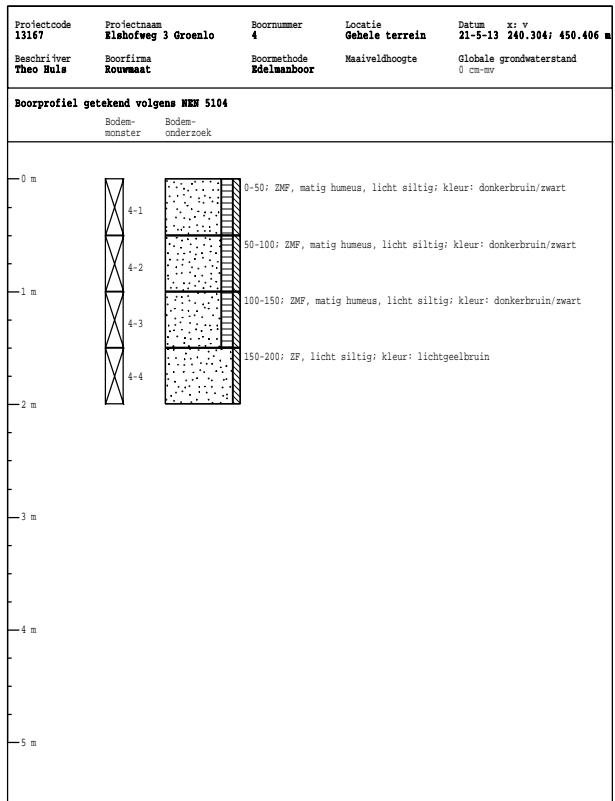 Projectcode Projectnaam Boornummer Locatie Datum x: v
13167 Elshofweg 3 Groenlo 4 Gehele terrein 21-5-13 240.304; 450.406 m
Beschrijver Boorfirma Boormethode Maaiveldhoogte Globale grondwaterstand
Theo Huls Rouwmaat Edelmanboor 0 cm-mv
Boorprofiel getekend volgens NEN 5104
Bodem- Bodem-
monster onderzoek
0 m
0-50; ZMF, matig humeus, licht siltig; kleur: donkerbruin/zwart
4-1
50-100; ZMF, matig humeus, licht siltig; kleur: donkerbruin/zwart
4-2
1 m
100-150; ZMF, matig humeus, licht siltig; kleur: donkerbruin/zwart
4-3
150-200; ZF, licht siltig; kleur: lichtgeelbruin
4-4
2 m
3 m
4 m
5 m